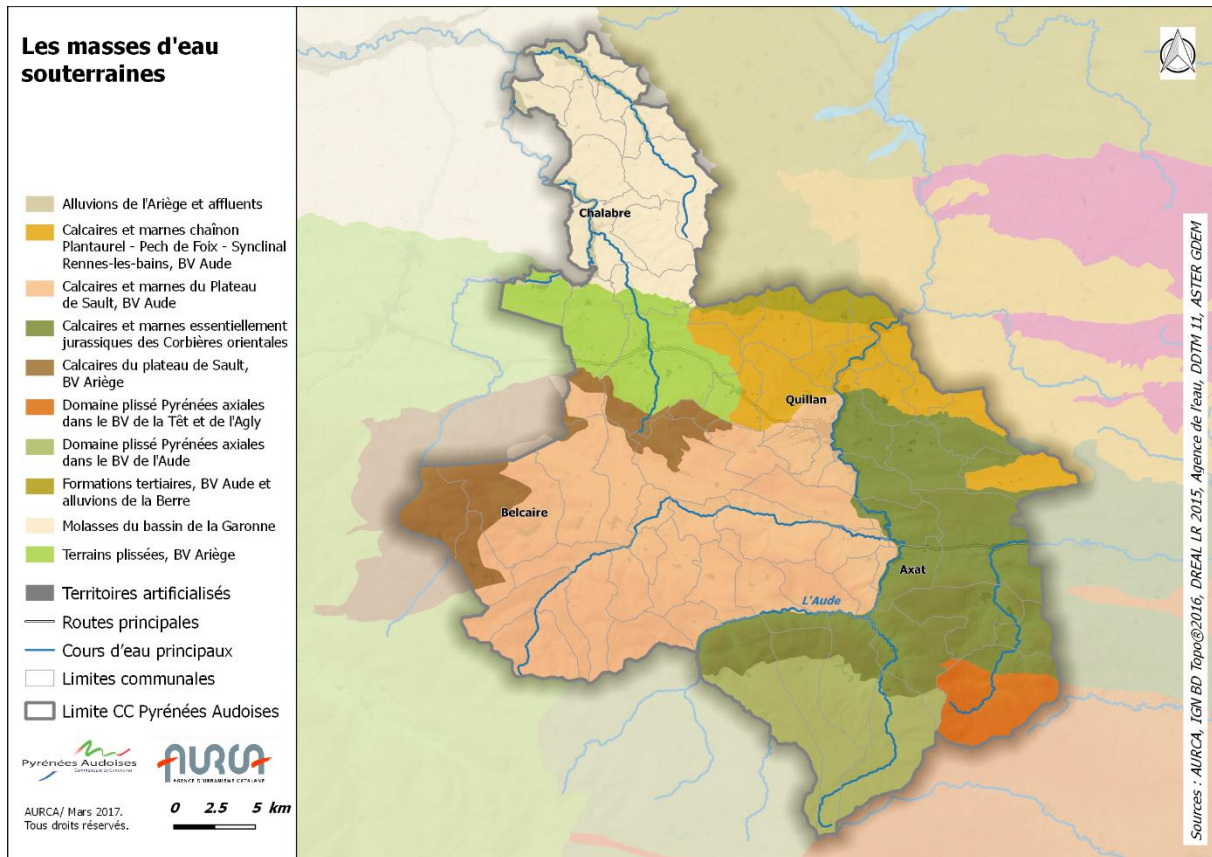 Les masses d'eau
souterraines
Alluvions de l'Ariège et affluents
Calcaires et marnes chaînon
Plantaurel - Pech de Foix - Synclinal
Rennes-les-bains, BV Aude
Calcaires et marnes du Plateau
de Sault, BV Aude
Calcaires et marnes essentiellement
jurassiques des Corbières orientales
Calcaires du plateau de Sault,
BV Ariège
Domaine plissé Pyrénées axiales
dans le BV de la Têt et de l'Agly
Domaine plissé Pyrénées axiales
dans le BV de l'Aude
Formations tertiaires, BV Aude et
alluvions de la Berre
Molasses du bassin de la Garonne
Terrains plissées, BV Ariège
Territoires artificialisés
Routes principales
Cours d'eau principaux
Limites communales
Limite CC Pyrénées Audoises
Pyrénées Audoises
Communauté de Communes
AURCA
AGENCE D'URBANISME CATALANE
AURCA/ Mars 2017.
Tous droits réservés.
0 2.5 5 km
Chalabre
Quillan
Belcaire
Axat
L'Aude
Sources : AURCA, IGN BD Topo®2016, DREAL LR 2015, Agence de l'eau, DDTM 11, ASTER GDEM